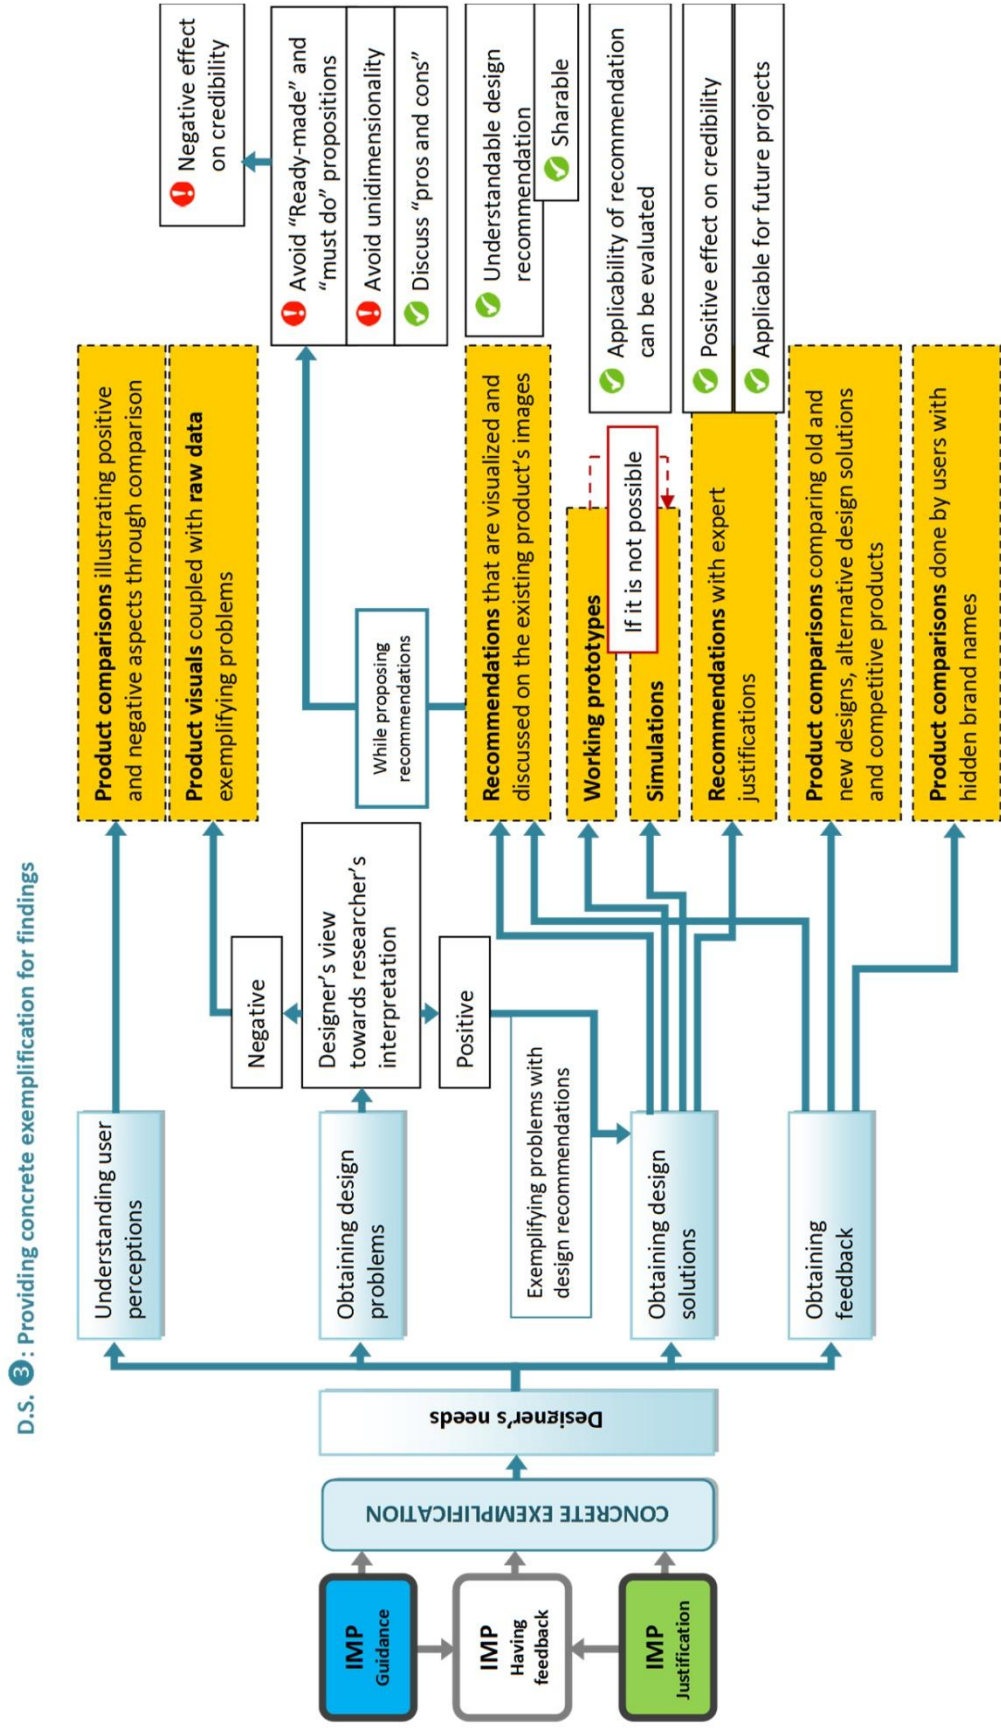 D.S. 3 : Providing concrete exemplification for findings
IMP
Guidance
IMP
Having
feedback
IMP
Justification
CONCRETE EXEMPLIFICATION
Designer's needs
Understanding user
perceptions
Obtaining design
problems
Exemplifying problems with
design recommendations
Obtaining design
solutions
Obtaining
feedback
Negative
Designer's view
towards researcher's
interpretation
Positive
While proposing
recommendations
Product comparisons illustrating positive
and negative aspects through comparison
Product visuals coupled with raw data
exemplifying problems
Recommendations that are visualized and
discussed on the existing product's images
Working prototypes
If it is not possible
Simulations
Recommendations with expert
justifications
Product comparisons comparing old and
new designs, alternative design solutions
and competitive products
Product comparisons done by users with
hidden brand names
Negative effect
on credibility
Avoid “Ready-made” and
“must do” propositions
Avoid unidimensionality
Discuss “pros and cons”
Understandable design
recommendation
Sharable
Applicability of recommendation
can be evaluated
Positive effect on credibility
Applicable for future projects